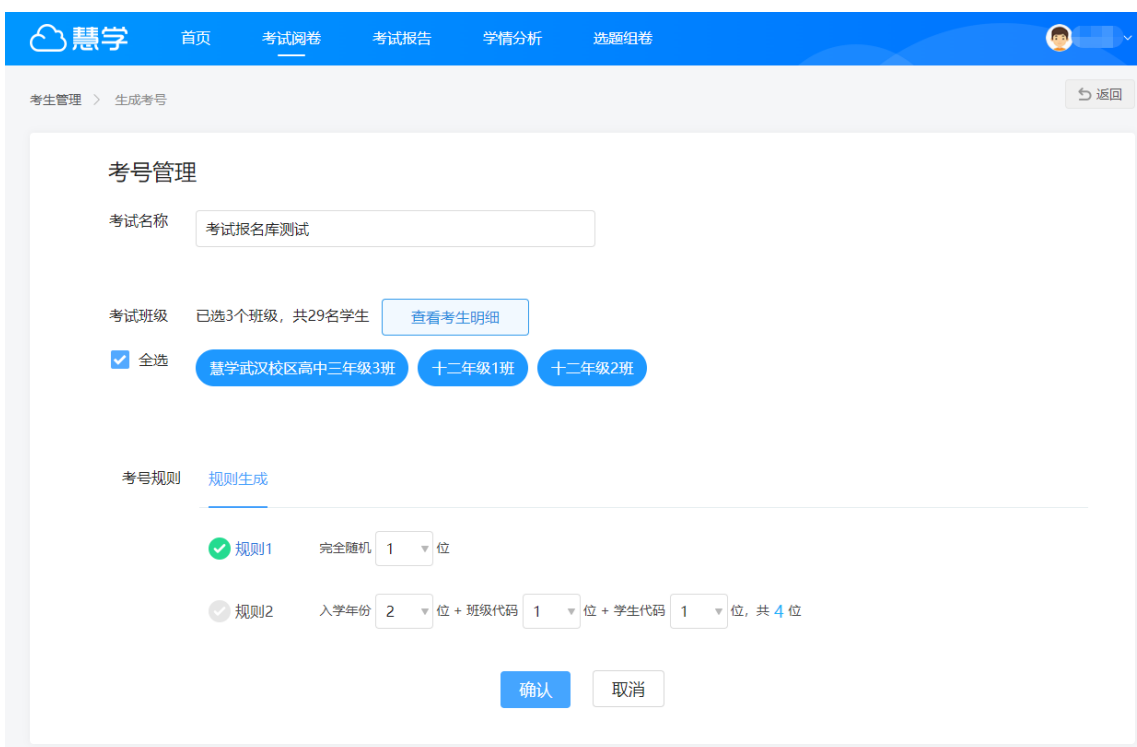 慧学 首页 考试阅卷 考试报告 学情分析 选题组卷
考生管理 > 生成考号 返回
考号管理
考试名称 考试报名库测试
考试班级 已选3个班级，共29名学生 查看考生明细
全选 慧学武汉校区高中三年级3班 十二年级1班 十二年级2班
考号规则 规则生成
规则1 完全随机 1 位
规则2 入学年份 2 位 + 班级代码 1 位 + 学生代码 1 位，共 4 位
确认 取消